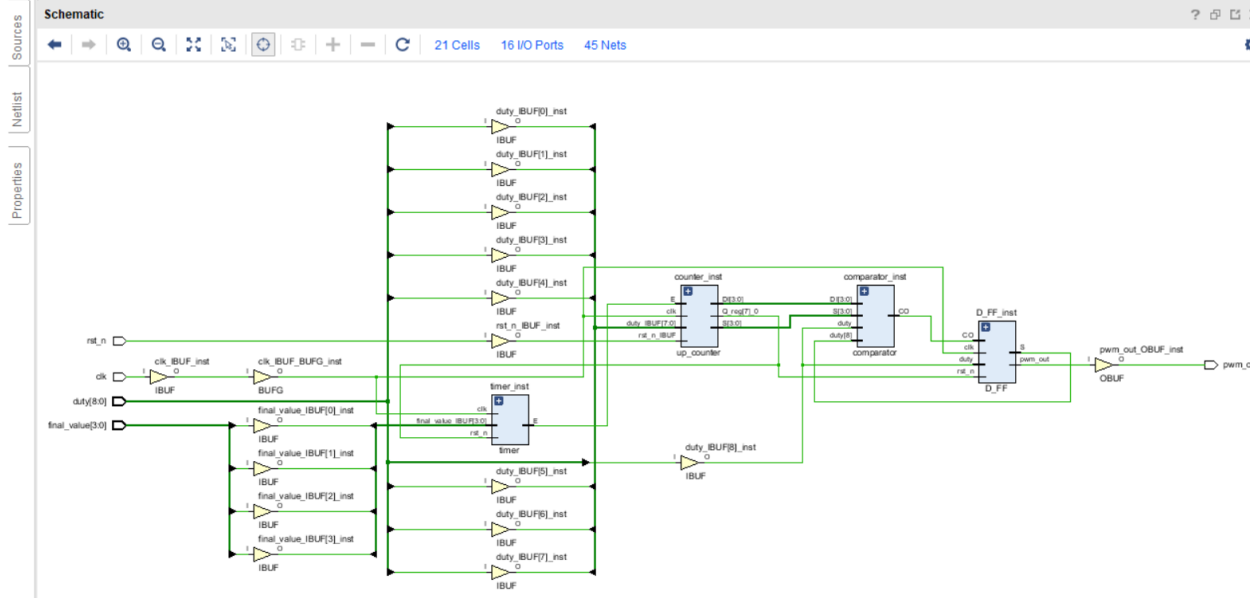 Sources
Netlist
Properties
Schematic
21 Cells
16 I/O Ports
45 Nets
duty_IBUF[0]_inst
I
O
IBUF
duty_IBUF[1]_inst
I
O
IBUF
duty_IBUF[2]_inst
I
O
IBUF
duty_IBUF[3]_inst
I
O
IBUF
duty_IBUF[4]_inst
I
O
IBUF
rst_n_IBUF_inst
I
O
IBUF
rst_n
clk
duty[8:0]
final_value[3:0]
clk_IBUF_inst
I
O
IBUF
clk_IBUF_BUFG_inst
I
O
BUFG
final_value_IBUF[0]_inst
I
O
IBUF
final_value_IBUF[1]_inst
I
O
IBUF
final_value_IBUF[2]_inst
I
O
IBUF
final_value_IBUF[3]_inst
I
O
IBUF
timer_inst
clk
final_value_IBUF[3:0]
rst_n
E
timer
duty_IBUF[5]_inst
I
O
IBUF
duty_IBUF[6]_inst
I
O
IBUF
duty_IBUF[7]_inst
I
O
IBUF
counter_inst
E
clk
duty_IBUF[7:0]
rst_n_IBUF
DI[3:0]
Q_reg[7]_0
S[3:0]
up_counter
comparator_inst
DI[3:0]
S[3:0]
duty
duty[8]
CO
comparator
duty_IBUF[8]_inst
I
O
IBUF
D_FF_inst
CO
clk
duty
rst_n
S
pwm_out
D_FF
pwm_out_OBUF_inst
I
O
OBUF